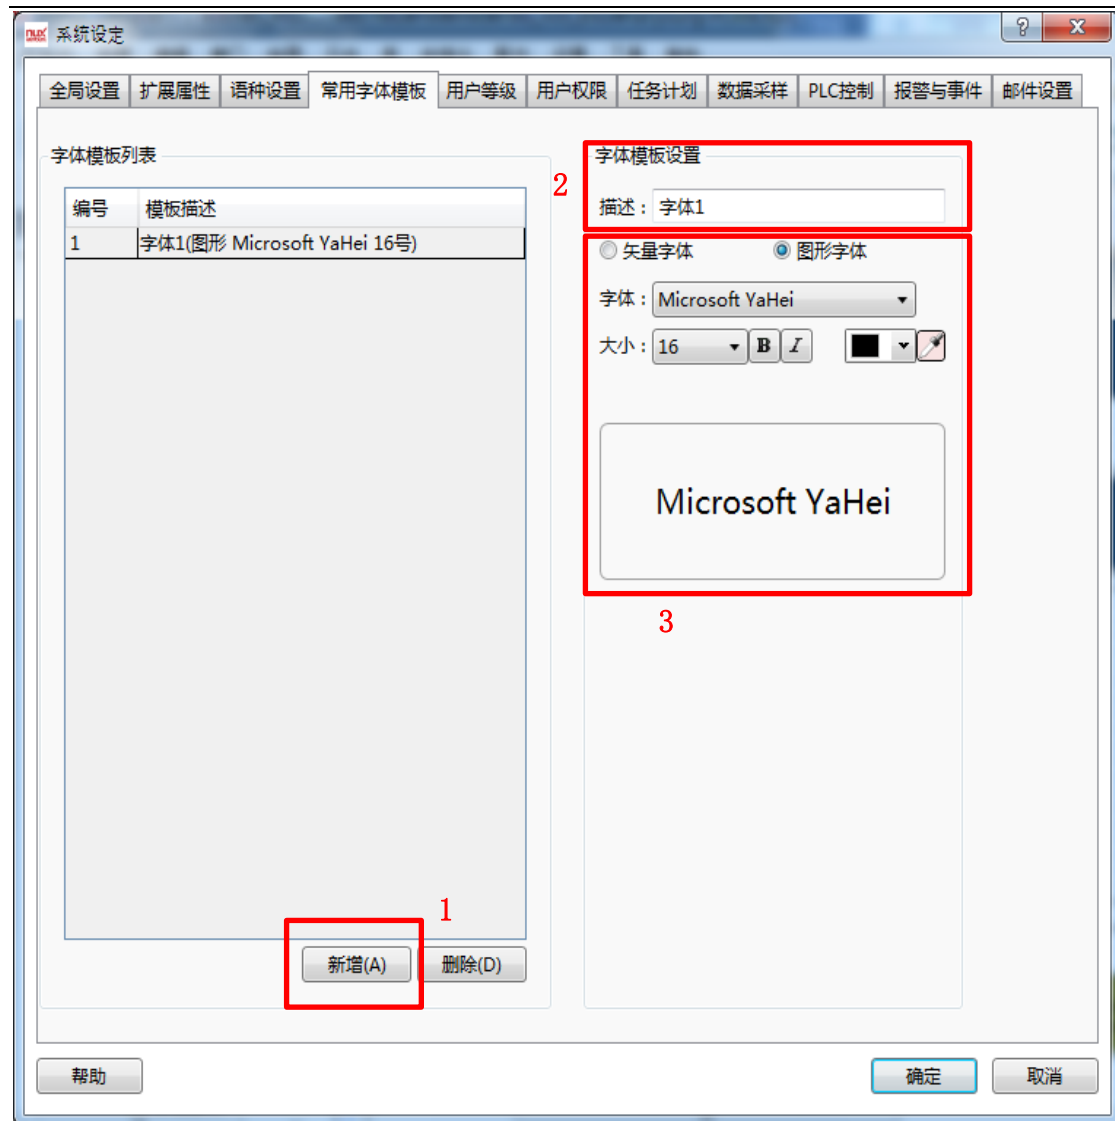 nux
系统设定
全局设置 扩展属性 语种设置 常用字体模板 用户等级 用户权限 任务计划 数据采样 PLC控制 报警与事件 邮件设置
字体模板列表
编号 模板描述
1 字体1(图形 Microsoft YaHei 16号)
1
新增(A) 删除(D)
2
字体模板设置
描述：字体1
矢量字体 图形字体
字体：Microsoft YaHei
大小：16 B I
Microsoft YaHei
3
帮助 确定 取消